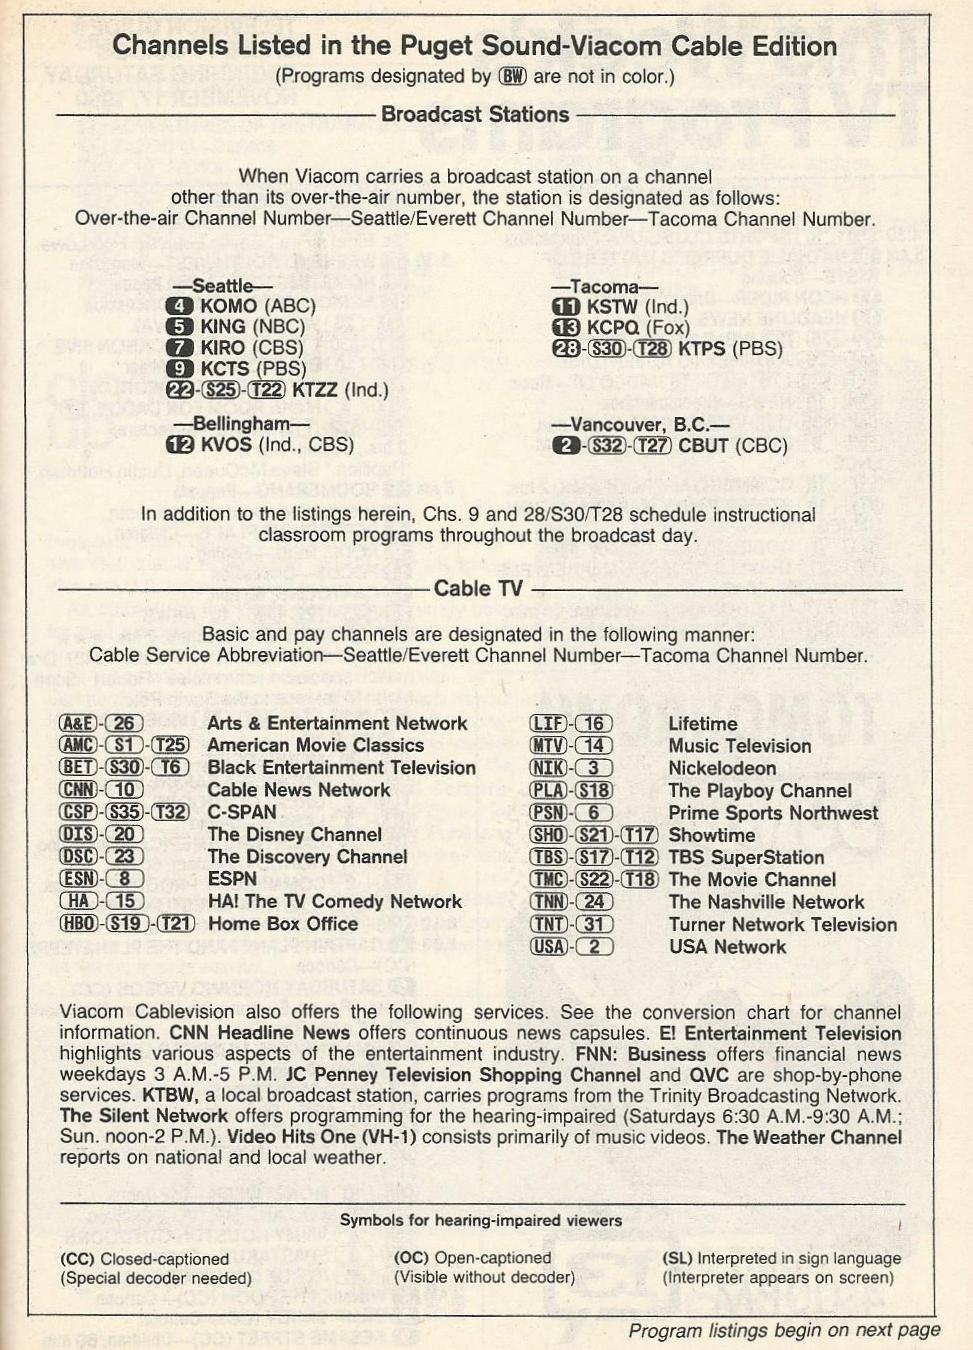 Channels Listed in the Puget Sound-Viacom Cable Edition
(Programs designated by BW are not in color.)
Broadcast Stations
When Viacom carries a broadcast station on a channel
other than its over-the-air number, the station is designated as follows:
Over-the-air Channel Number—Seattle/Everett Channel Number—Tacoma Channel Number.
—Seattle—
4 KOMO (ABC)
5 KING (NBC)
7 KIRO (CBS)
9 KCTS (PBS)
22-S25-T22 KTZZ (Ind.)
—Tacoma—
11 KSTW (Ind.)
13 KCPQ (Fox)
28-S30-T28 KTPS (PBS)
—Bellingham—
12 KVOS (Ind., CBS)
—Vancouver, B.C.—
2-S32-T27 CBUT (CBC)
In addition to the listings herein, Chs. 9 and 28/S30/T28 schedule instructional
classroom programs throughout the broadcast day.
Cable TV
Basic and pay channels are designated in the following manner:
Cable Service Abbreviation—Seattle/Everett Channel Number—Tacoma Channel Number.
A&E-26 Arts & Entertainment Network
AMC-S1-T25 American Movie Classics
BET-S30-T6 Black Entertainment Television
CNN-10 Cable News Network
CSP-S35-T32 C-SPAN
DIS-20 The Disney Channel
DSC-23 The Discovery Channel
ESN-8 ESPN
HA-15 HA! The TV Comedy Network
HBO-S19-T21 Home Box Office
LIF-16 Lifetime
MTV-14 Music Television
NIK-3 Nickelodeon
PLA-S18 The Playboy Channel
PSN-6 Prime Sports Northwest
SHO-S21-T17 Showtime
TBS-S17-T12 TBS SuperStation
TMC-S22-T18 The Movie Channel
TNN-24 The Nashville Network
TNT-31 Turner Network Television
USA-2 USA Network
Viacom Cablevision also offers the following services. See the conversion chart for channel
information. CNN Headline News offers continuous news capsules. E! Entertainment Television
highlights various aspects of the entertainment industry. FNN: Business offers financial news
weekdays 3 A.M.-5 P.M. JC Penney Television Shopping Channel and QVC are shop-by-phone
services. KTBW, a local broadcast station, carries programs from the Trinity Broadcasting Network.
The Silent Network offers programming for the hearing-impaired (Saturdays 6:30 A.M.-9:30 A.M.;
Sun. noon-2 P.M.). Video Hits One (VH-1) consists primarily of music videos. The Weather Channel
reports on national and local weather.
Symbols for hearing-impaired viewers
(CC) Closed-captioned
(Special decoder needed)
(OC) Open-captioned
(Visible without decoder)
(SL) Interpreted in sign language
(Interpreter appears on screen)
Program listings begin on next page